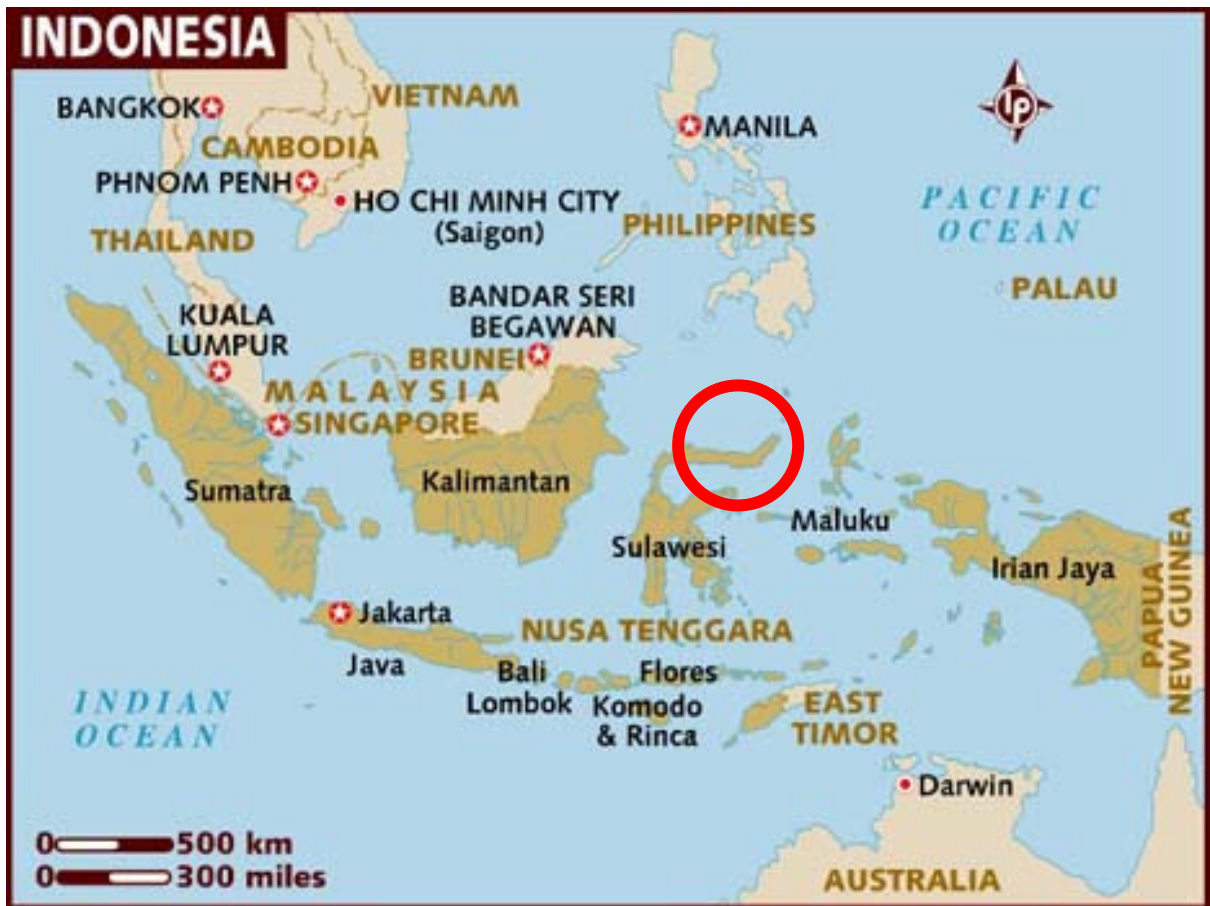 INDONESIA
BANGKOK
VIETNAM
MANILA
LP
CAMBODIA
PHNOM PENH
HO CHI MINH CITY
(Saigon)
PACIFIC
OCEAN
THAILAND
PHILIPPINES
PALAU
BANDAR SERI
BEGAWAN
KUALA
LUMPUR
BRUNEI
MALAYSIA
SINGAPORE
Sumatra
Kalimantan
Sulawesi
Maluku
Irian Jaya
PAPUA
NEW GUINEA
Jakarta
NUSA TENGGARA
Java
Bali
Lombok
Flores
Komodo
& Rinca
EAST
TIMOR
INDIAN
OCEAN
Darwin
0 500 km
0 300 miles
AUSTRALIA